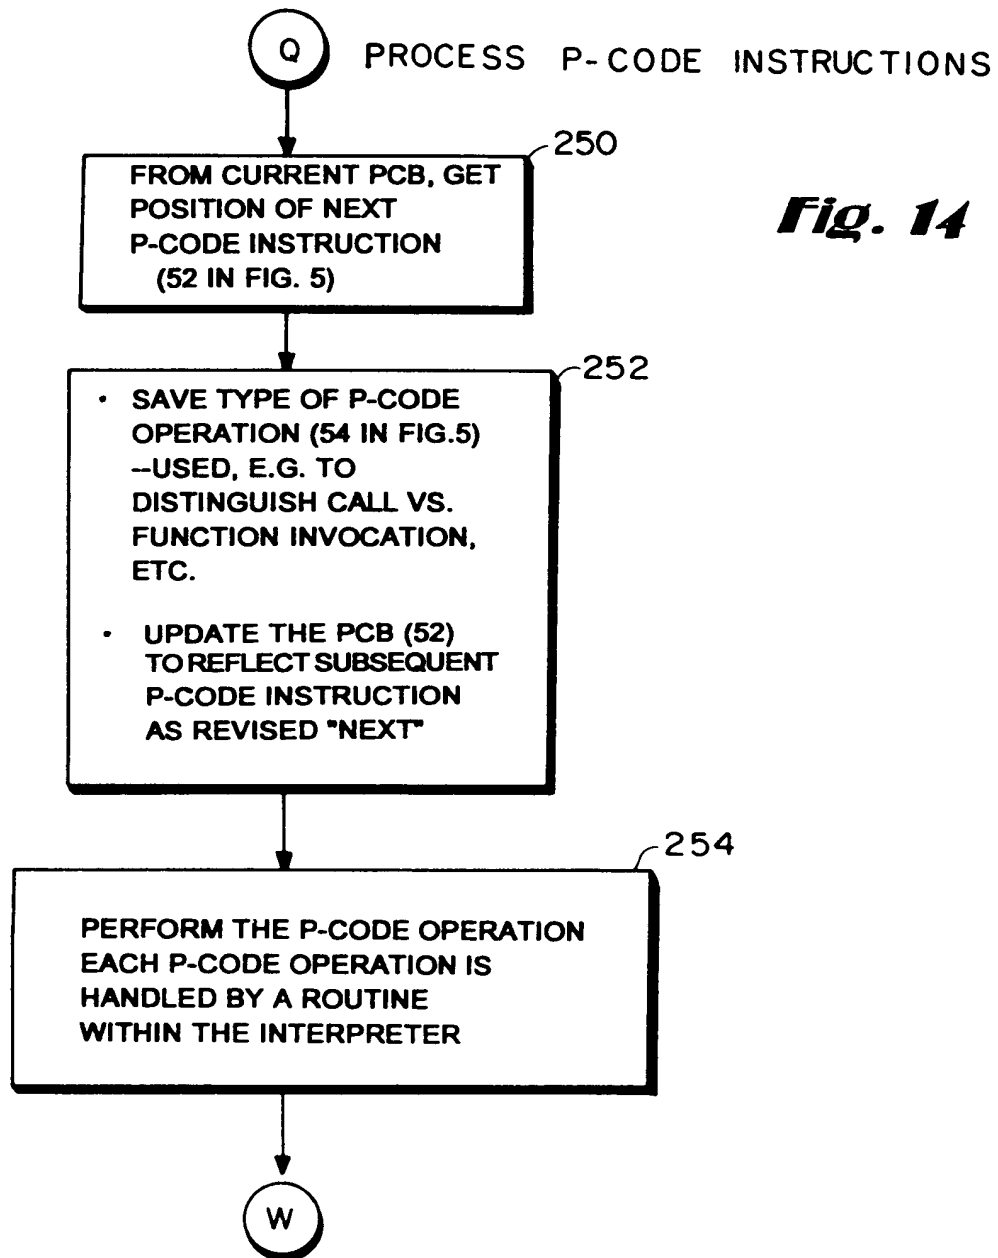 Q PROCESS P-CODE INSTRUCTIONS
250
FROM CURRENT PCB, GET
POSITION OF NEXT
P-CODE INSTRUCTION
(52 IN FIG. 5)
Fig. 14
252
· SAVE TYPE OF P-CODE
OPERATION (54 IN FIG.5)
--USED, E.G. TO
DISTINGUISH CALL VS.
FUNCTION INVOCATION,
ETC.
· UPDATE THE PCB (52)
TO REFLECT SUBSEQUENT
P-CODE INSTRUCTION
AS REVISED "NEXT"
254
PERFORM THE P-CODE OPERATION
EACH P-CODE OPERATION IS
HANDLED BY A ROUTINE
WITHIN THE INTERPRETER
W